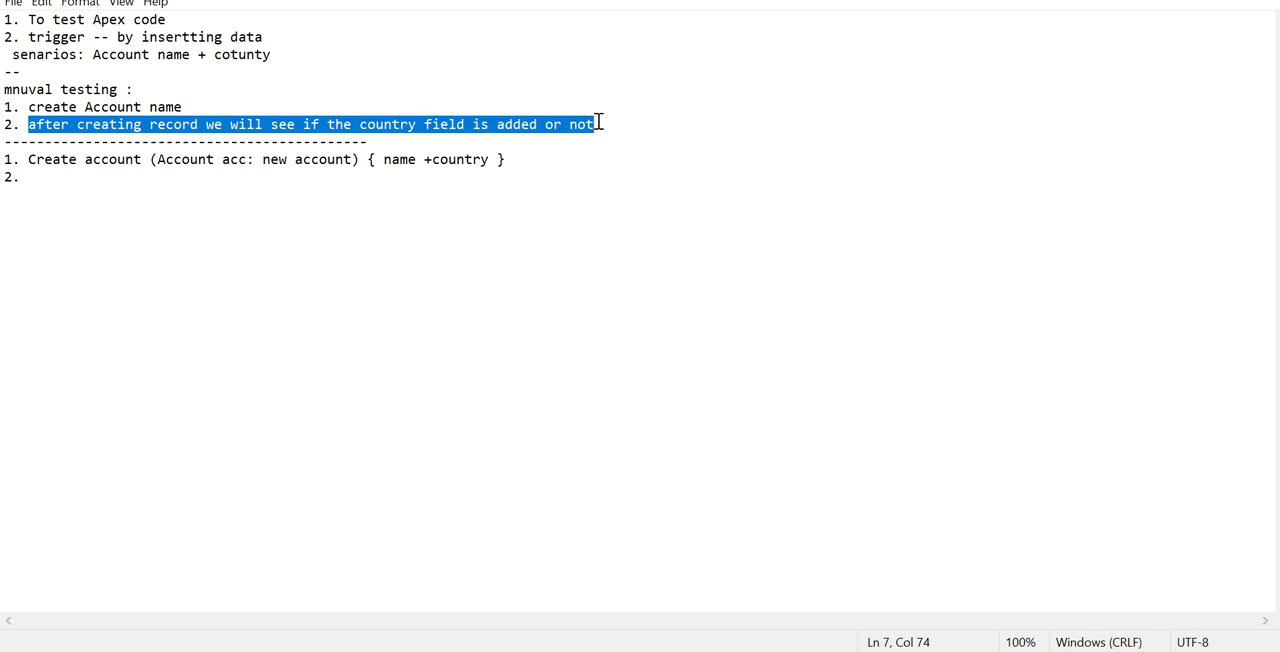 File Edit Format View Help
1. To test Apex code
2. trigger -- by insertting data
senarios: Account name + cotunty
--
mnuval testing :
1. create Account name
2. after creating record we will see if the country field is added or not
---------------------------------------------
1. Create account (Account acc: new account) { name +country }
2.
Ln 7, Col 74 100% Windows (CRLF) UTF-8